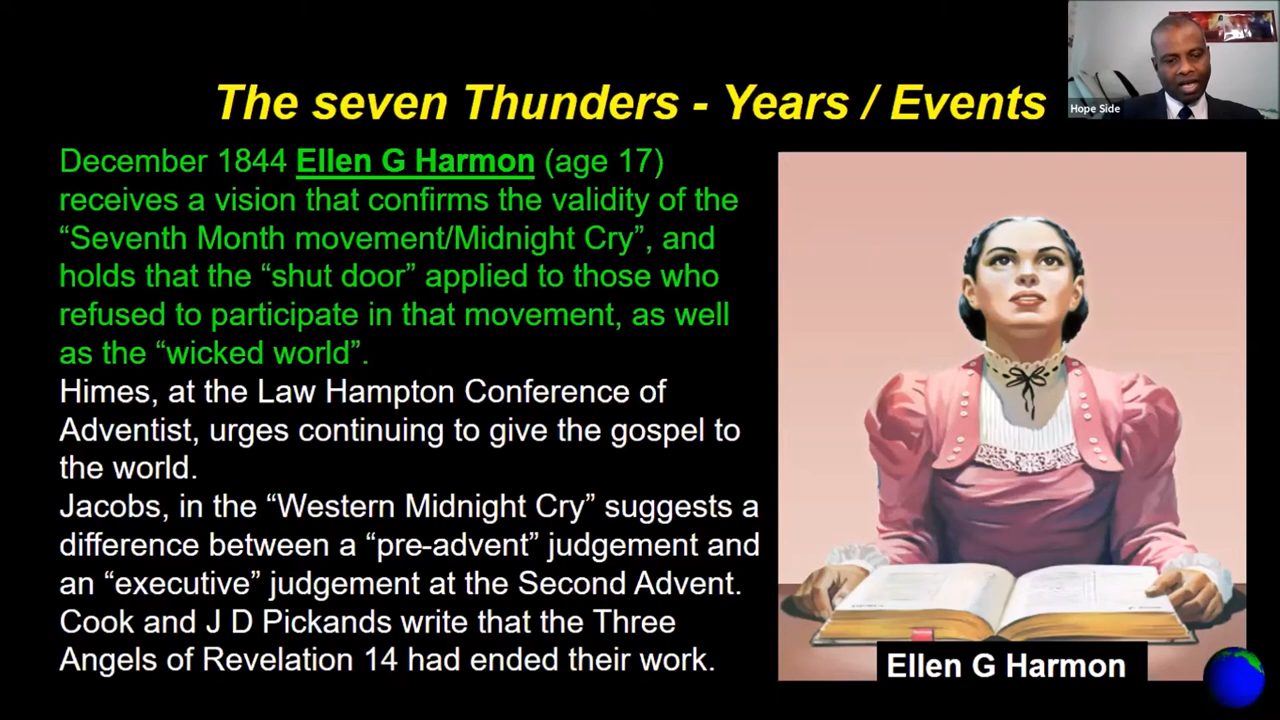 The seven Thunders - Years / Events
Hope Side
December 1844 Ellen G Harmon (age 17)
receives a vision that confirms the validity of the
“Seventh Month movement/Midnight Cry”, and
holds that the “shut door” applied to those who
refused to participate in that movement, as well
as the “wicked world”.
Himes, at the Law Hampton Conference of
Adventist, urges continuing to give the gospel to
the world.
Jacobs, in the “Western Midnight Cry” suggests a
difference between a “pre-advent” judgement and
an “executive” judgement at the Second Advent.
Cook and J D Pickands write that the Three
Angels of Revelation 14 had ended their work.
Ellen G Harmon